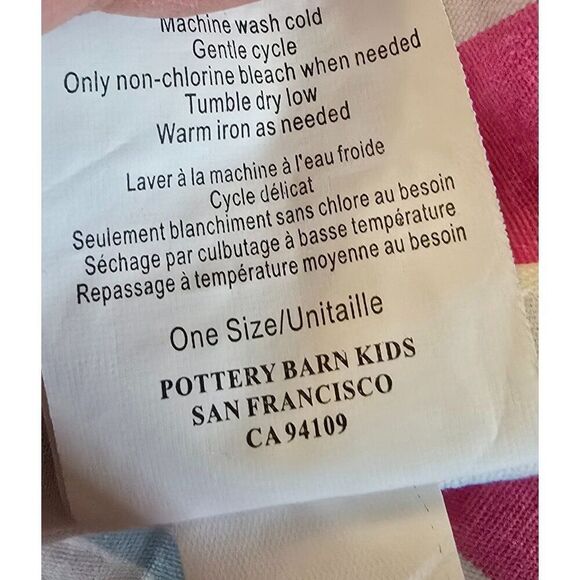 Machine wash cold
Gentle cycle
Only non-chlorine bleach when needed
Tumble dry low
Warm iron as needed
Laver à la machine à l'eau froide
Cycle délicat
Seulement blanchiment sans chlore au besoin
Séchage par culbutage à basse température
Repassage à température moyenne au besoin
One Size/Unitaille
POTTERY BARN KIDS
SAN FRANCISCO
CA 94109